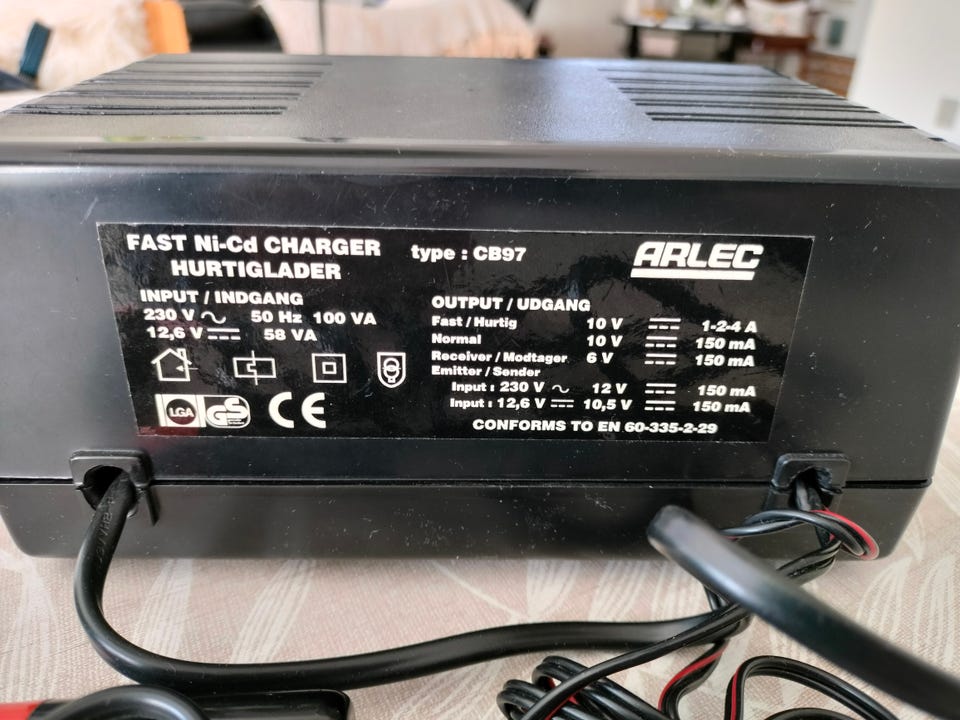 FAST Ni-Cd CHARGER
HURTIGLADER
type : CB97
ARLEC
INPUT / INDGANG
230 V ~ 50 Hz 100 VA
12,6 V ⎓ 58 VA
LGA GS CE
OUTPUT / UDGANG
Fast / Hurtig 10 V ⎓ 1-2-4 A
Normal 10 V ⎓ 150 mA
Receiver / Modtager 6 V ⎓ 150 mA
Emitter / Sender
Input : 230 V ~ 12 V ⎓ 150 mA
Input : 12,6 V ⎓ 10,5 V ⎓ 150 mA
CONFORMS TO EN 60-335-2-29